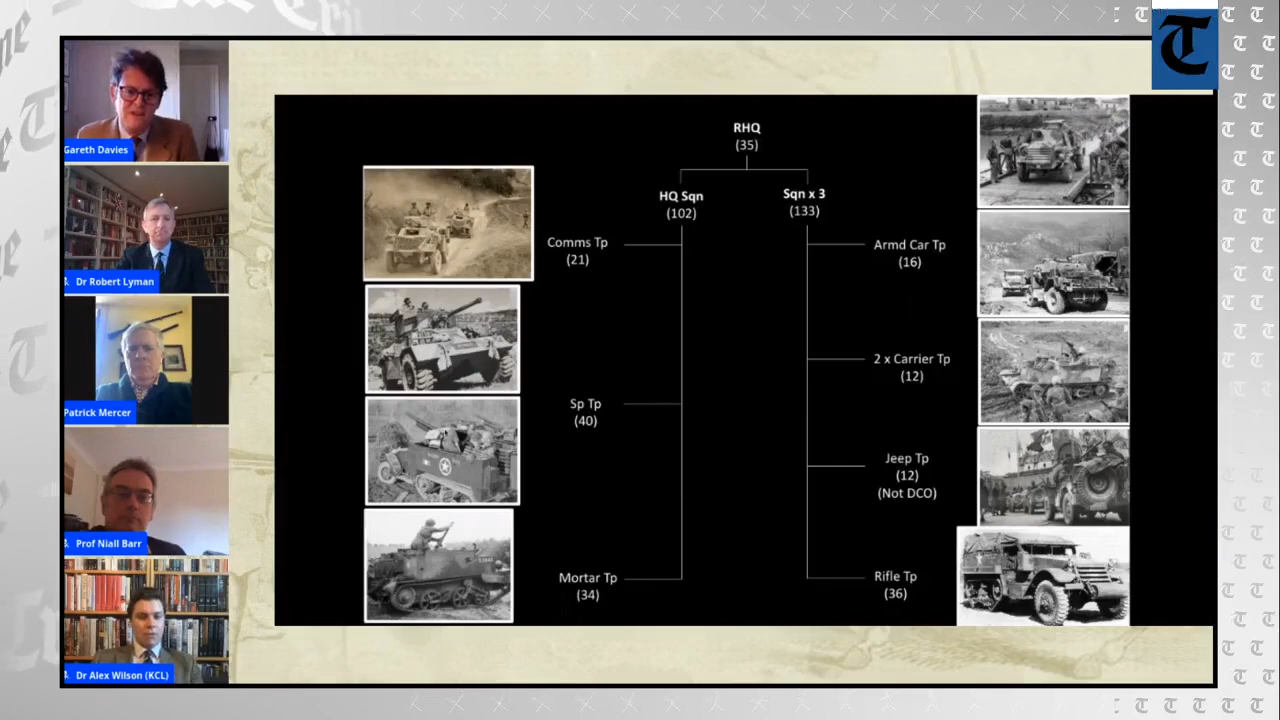 Gareth Davies
Dr Robert Lyman
Patrick Mercer
Prof Niall Barr
Dr Alex Wilson (KCL)
RHQ
(35)
HQ Sqn
(102)
Sqn x 3
(133)
Comms Tp
(21)
Sp Tp
(40)
Mortar Tp
(34)
Armd Car Tp
(16)
2 x Carrier Tp
(12)
Jeep Tp
(12)
(Not DCO)
Rifle Tp
(36)
T